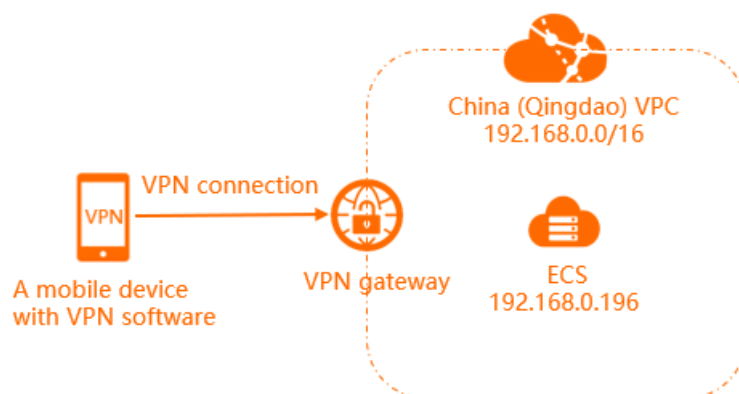 China (Qingdao) VPC
192.168.0.0/16
VPN connection
VPN
A mobile device
with VPN software
VPN gateway
ECS
192.168.0.196